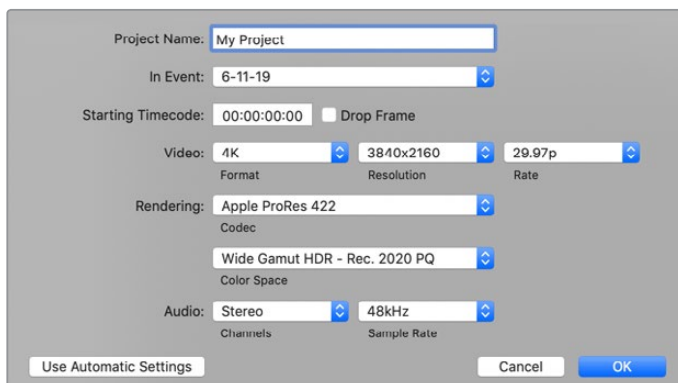 Project Name: My Project
In Event: 6-11-19
Starting Timecode: 00:00:00:00 Drop Frame
Video: 4K 3840x2160 29.97p
Format Resolution Rate
Rendering: Apple ProRes 422
Codec
Wide Gamut HDR - Rec. 2020 PQ
Color Space
Audio: Stereo 48kHz
Channels Sample Rate
Use Automatic Settings Cancel OK